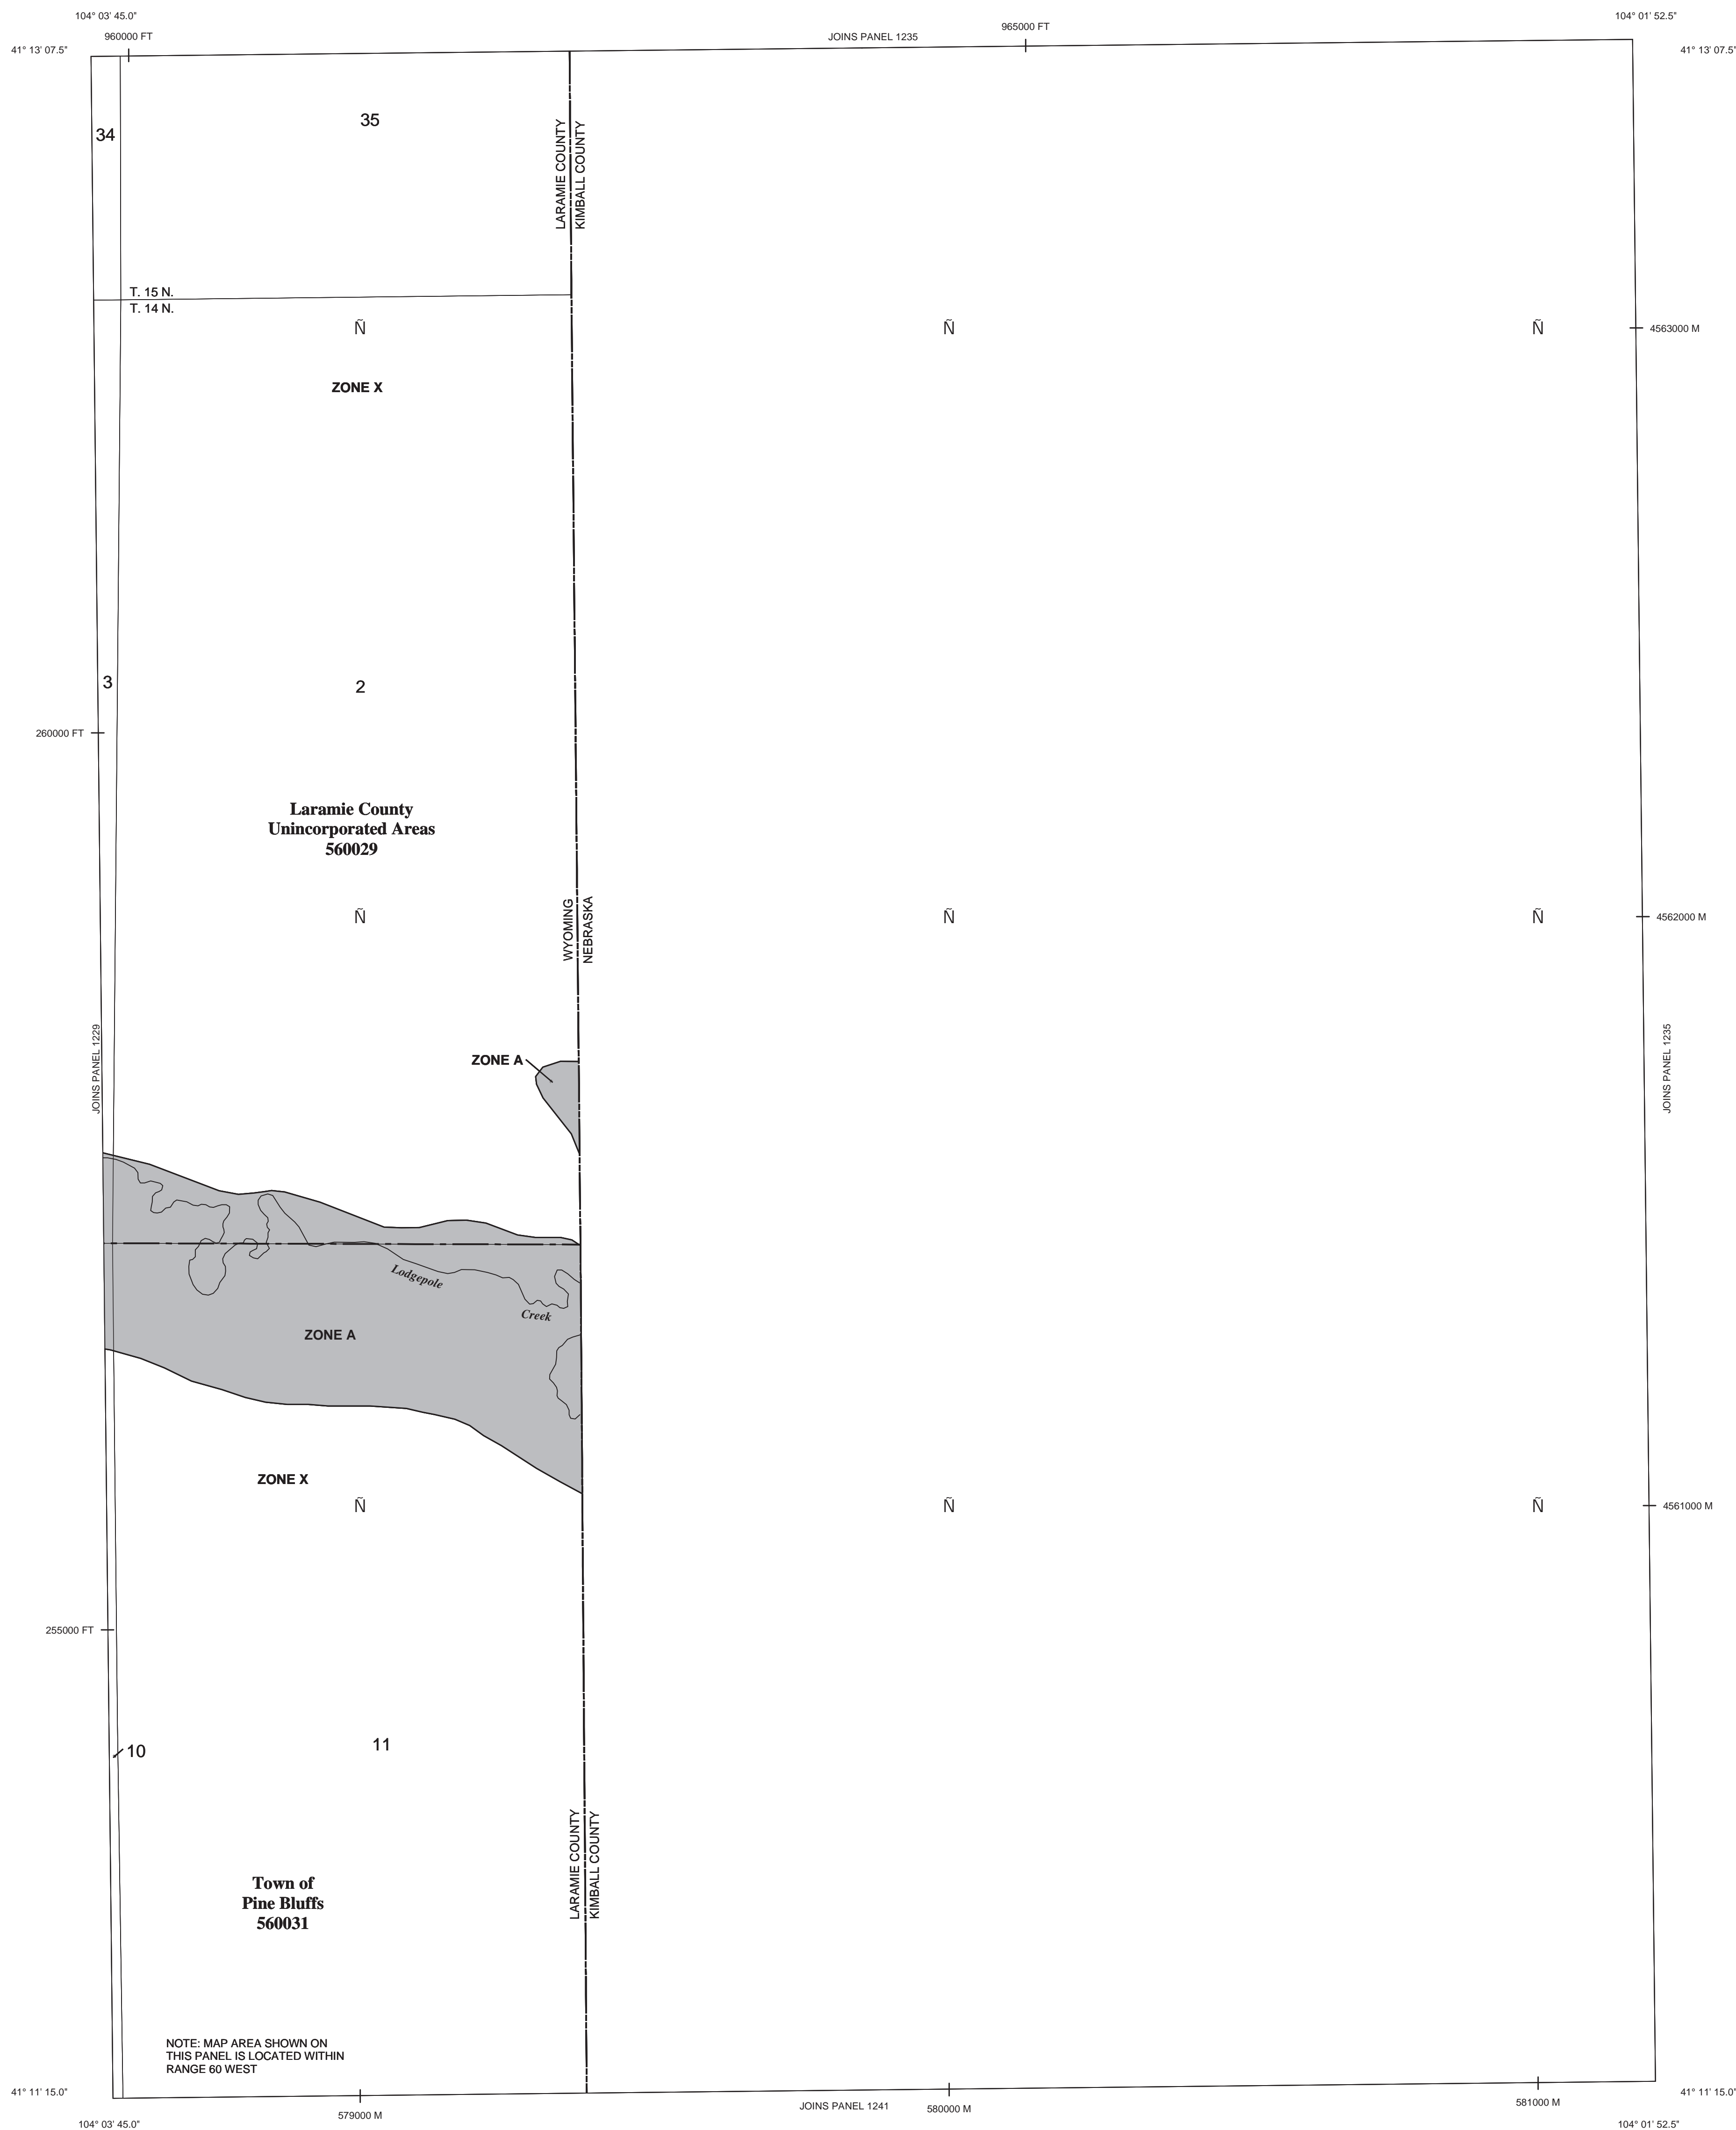 104° 03' 45.0"
104° 01' 52.5"
960000 FT
JOINS PANEL 1235
965000 FT
41° 13' 07.5"
41° 13' 07.5"
34
35
LARAMIE COUNTY
KIMBALL COUNTY
T. 15 N.
T. 14 N.
Ñ
Ñ
Ñ
4563000 M
ZONE X
3
2
260000 FT
Laramie County
Unincorporated Areas
560029
Ñ
Ñ
Ñ
4562000 M
WYOMING
NEBRASKA
JOINS PANEL 1229
JOINS PANEL 1235
ZONE A
Lodgepole
Creek
ZONE A
ZONE X
Ñ
Ñ
Ñ
4561000 M
255000 FT
10
11
LARAMIE COUNTY
KIMBALL COUNTY
Town of
Pine Bluffs
560031
NOTE: MAP AREA SHOWN ON
THIS PANEL IS LOCATED WITHIN
RANGE 60 WEST
41° 11' 15.0"
41° 11' 15.0"
579000 M
JOINS PANEL 1241
580000 M
581000 M
104° 03' 45.0"
104° 01' 52.5"